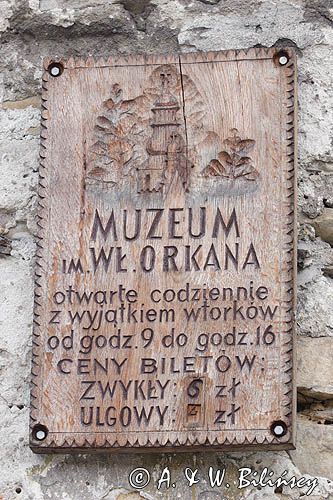 MUZEUM
IM. WŁ. ORKANA
otwarte codziennie
z wyjątkiem wtorków
od godz. 9 do godz. 16
CENY BILETÓW:
ZWYKŁY: 6 zł
ULGOWY: zł
© A. & W. Bilińscy